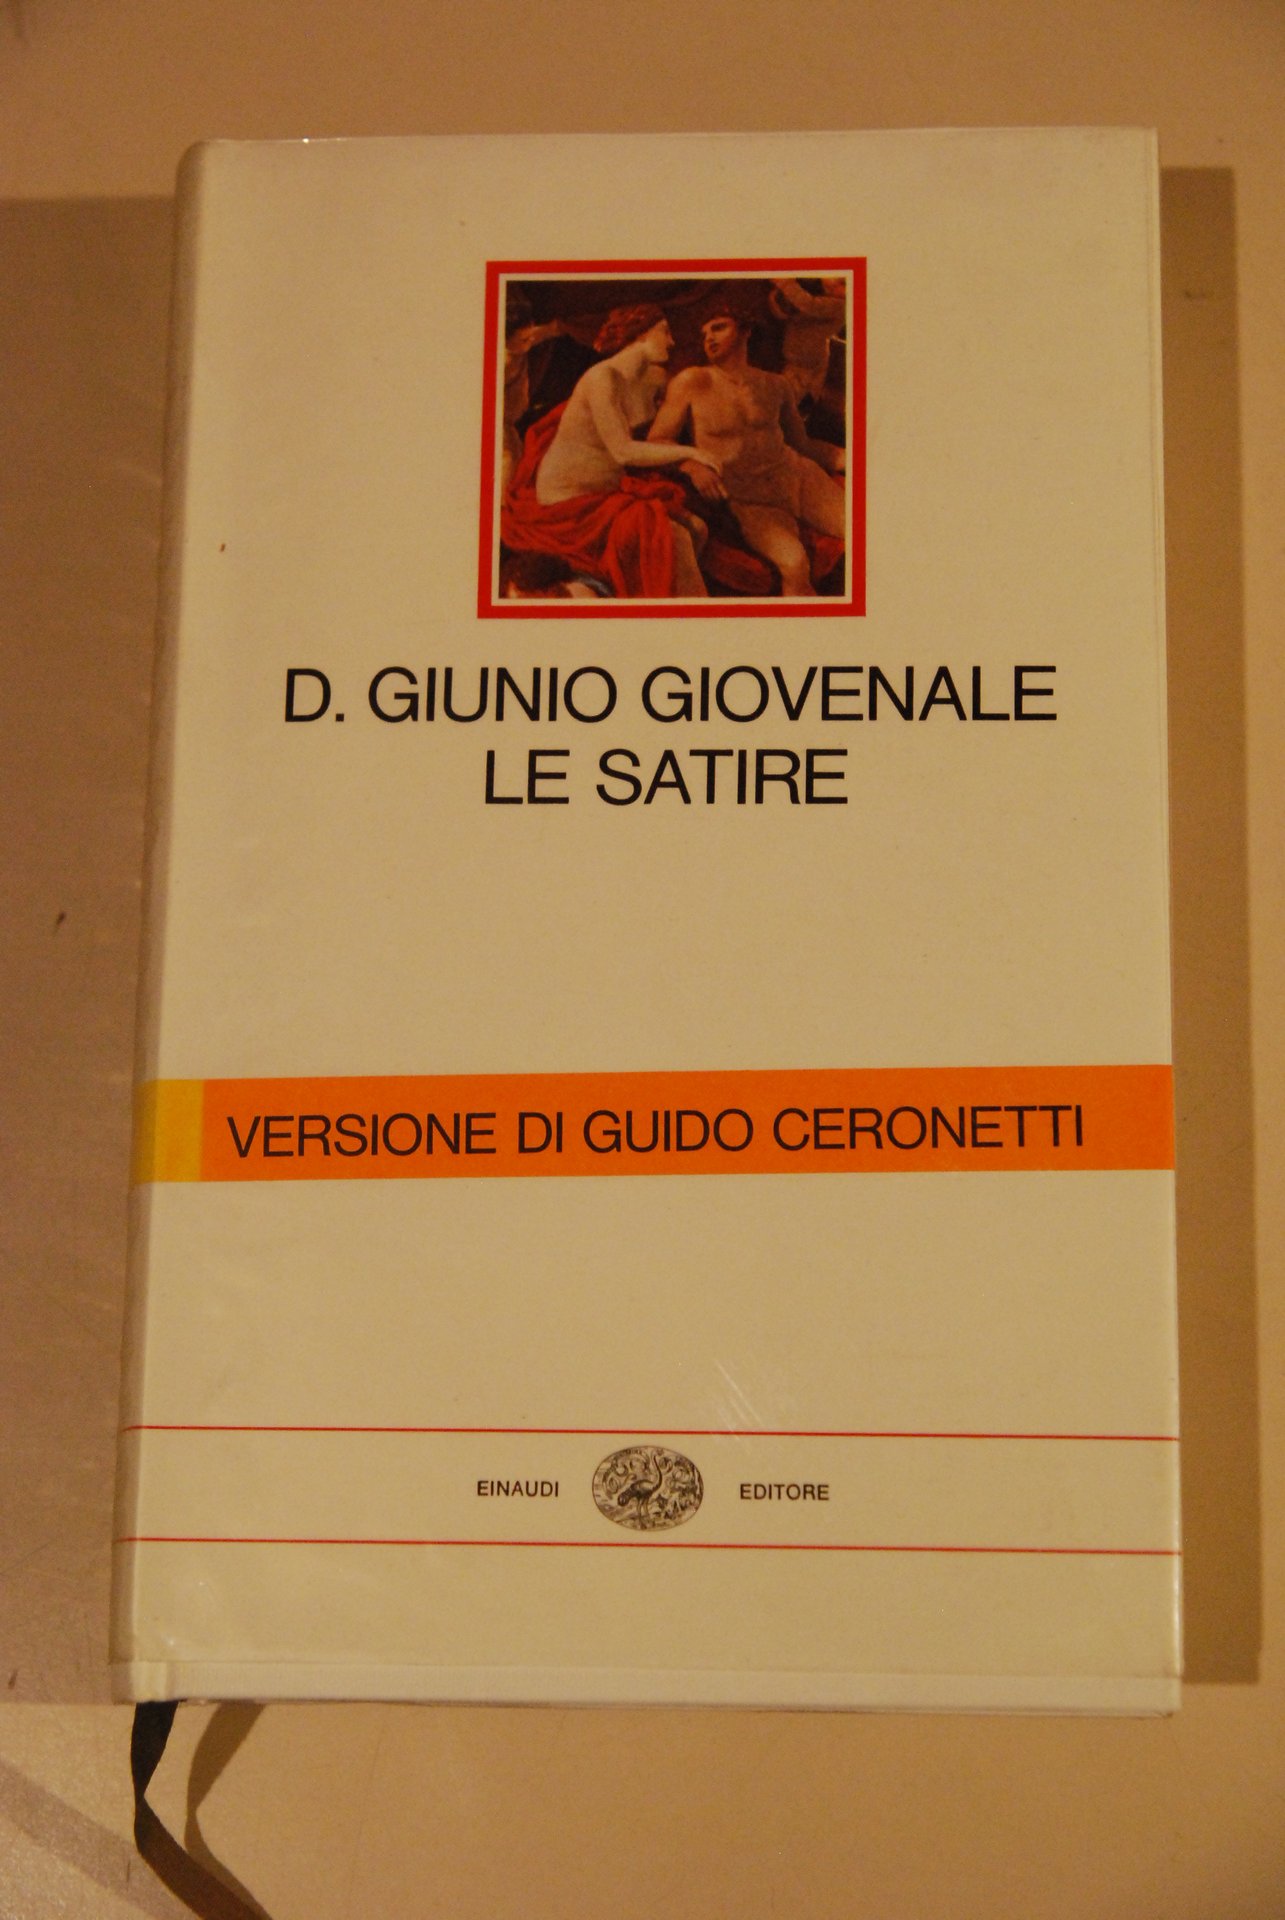 D. GIUNIO GIOVENALE
LE SATIRE
VERSIONE DI GUIDO CERONETTI
EINAUDI EDITORE